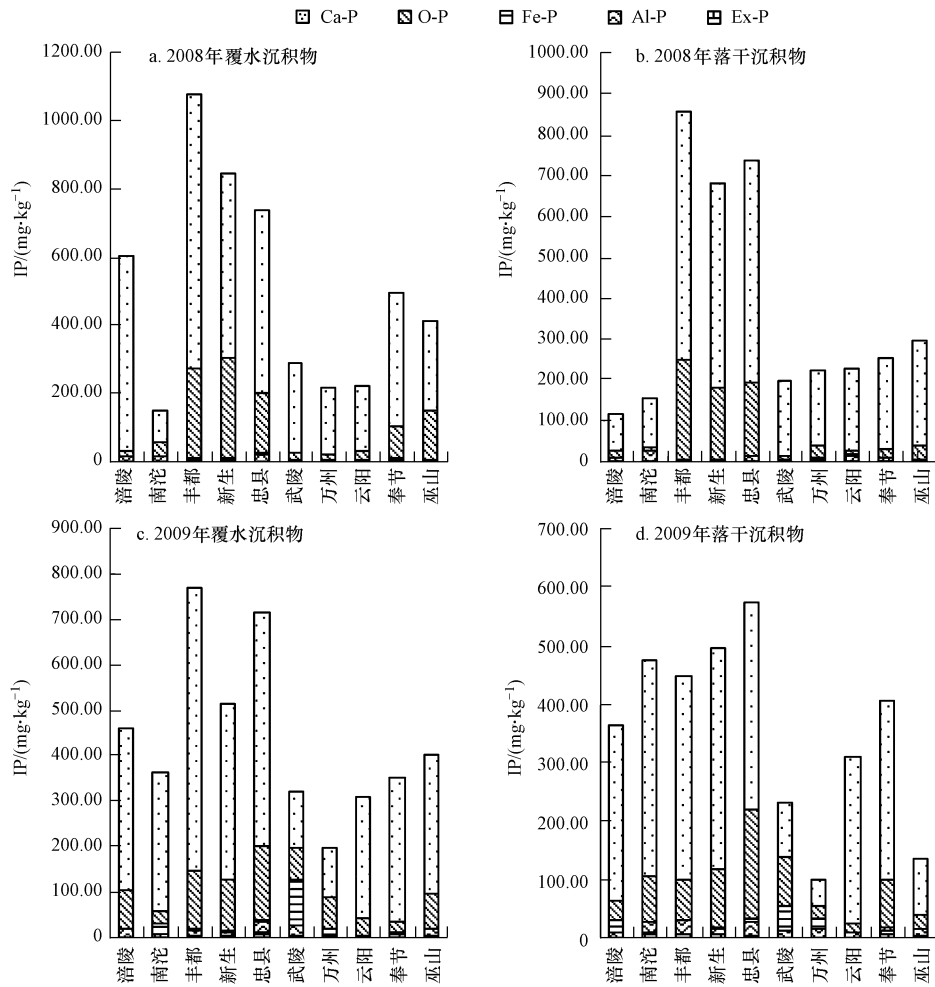 Ca-P O-P Fe-P Al-P Ex-P
a. 2008年覆水沉积物
IP/(mg·kg⁻¹)
1200.00
1000.00
800.00
600.00
400.00
200.00
0
涪陵 南沱 丰都 新生 忠县 武陵 万州 云阳 奉节 巫山
b. 2008年落干沉积物
IP/(mg·kg⁻¹)
1000.00
900.00
800.00
700.00
600.00
500.00
400.00
300.00
200.00
100.00
0
涪陵 南沱 丰都 新生 忠县 武陵 万州 云阳 奉节 巫山
c. 2009年覆水沉积物
IP/(mg·kg⁻¹)
900.00
800.00
700.00
600.00
500.00
400.00
300.00
200.00
100.00
0
涪陵 南沱 丰都 新生 忠县 武陵 万州 云阳 奉节 巫山
d. 2009年落干沉积物
IP/(mg·kg⁻¹)
700.00
600.00
500.00
400.00
300.00
200.00
100.00
0
涪陵 南沱 丰都 新生 忠县 武陵 万州 云阳 奉节 巫山